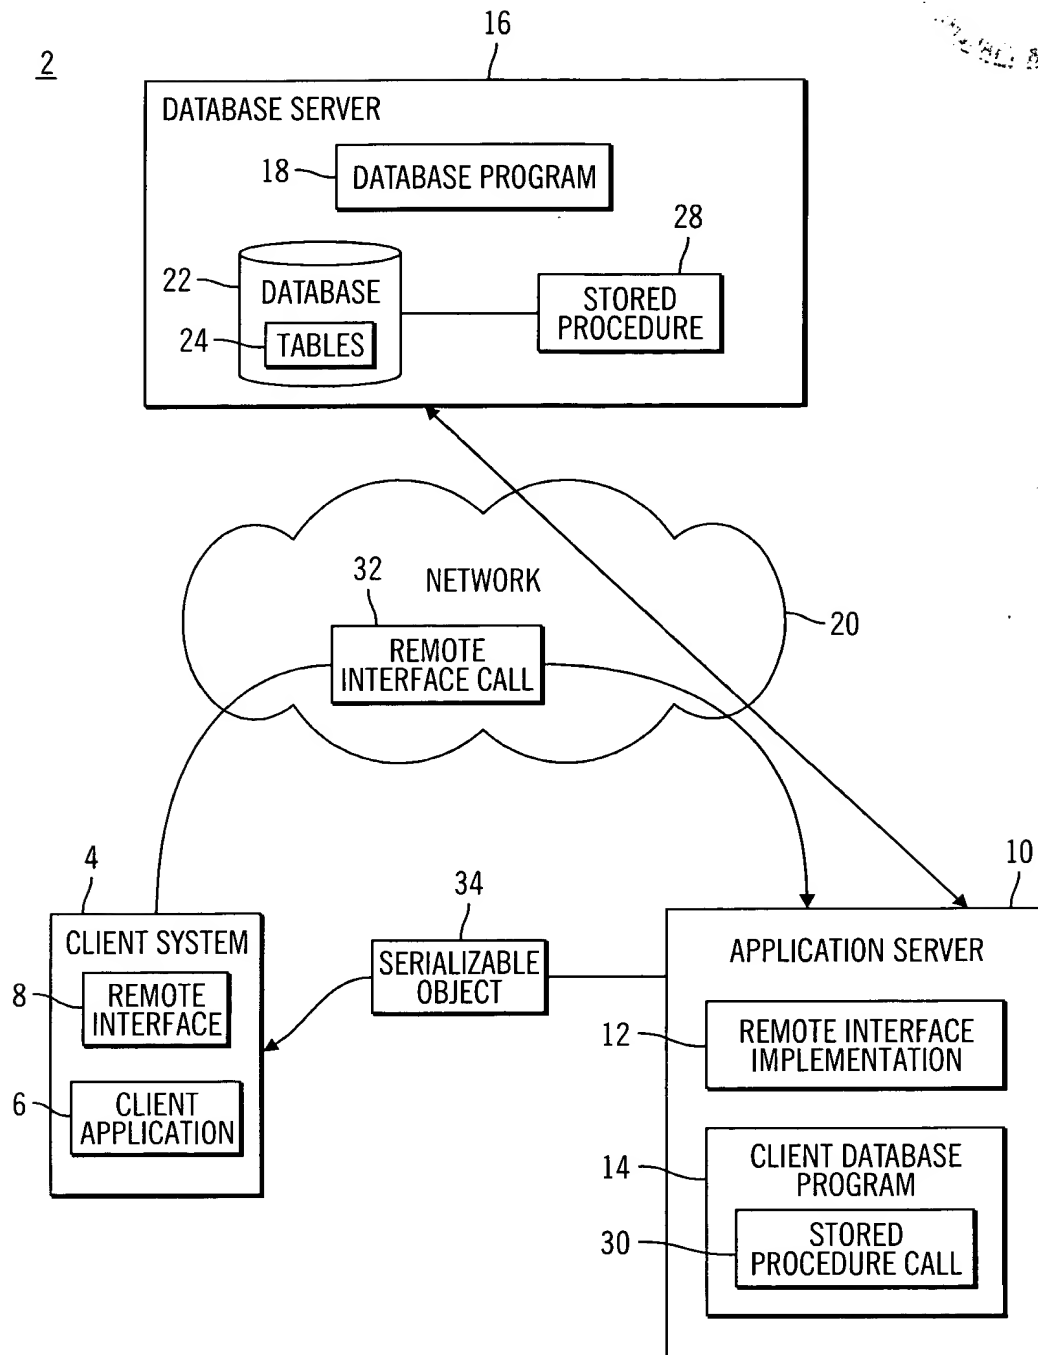 2
16
DATABASE SERVER
18
DATABASE PROGRAM
28
22
DATABASE
24
TABLES
STORED
PROCEDURE
32
NETWORK
20
REMOTE
INTERFACE CALL
4
34
10
CLIENT SYSTEM
8
REMOTE
INTERFACE
6
CLIENT
APPLICATION
SERIALIZABLE
OBJECT
APPLICATION SERVER
12
REMOTE INTERFACE
IMPLEMENTATION
14
CLIENT DATABASE
PROGRAM
30
STORED
PROCEDURE CALL